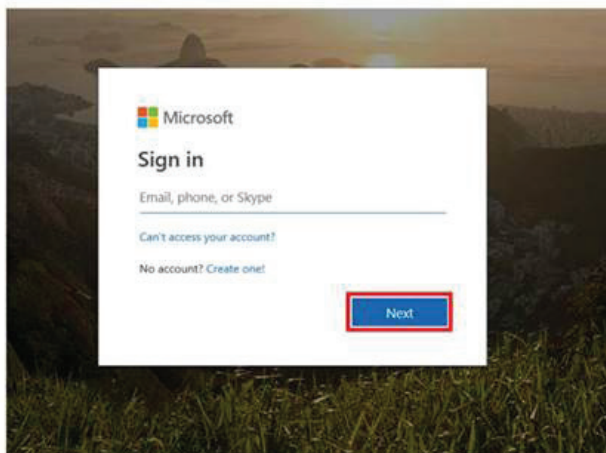 Microsoft
Sign in
Email, phone, or Skype
Can't access your account?
No account? Create one!
Next